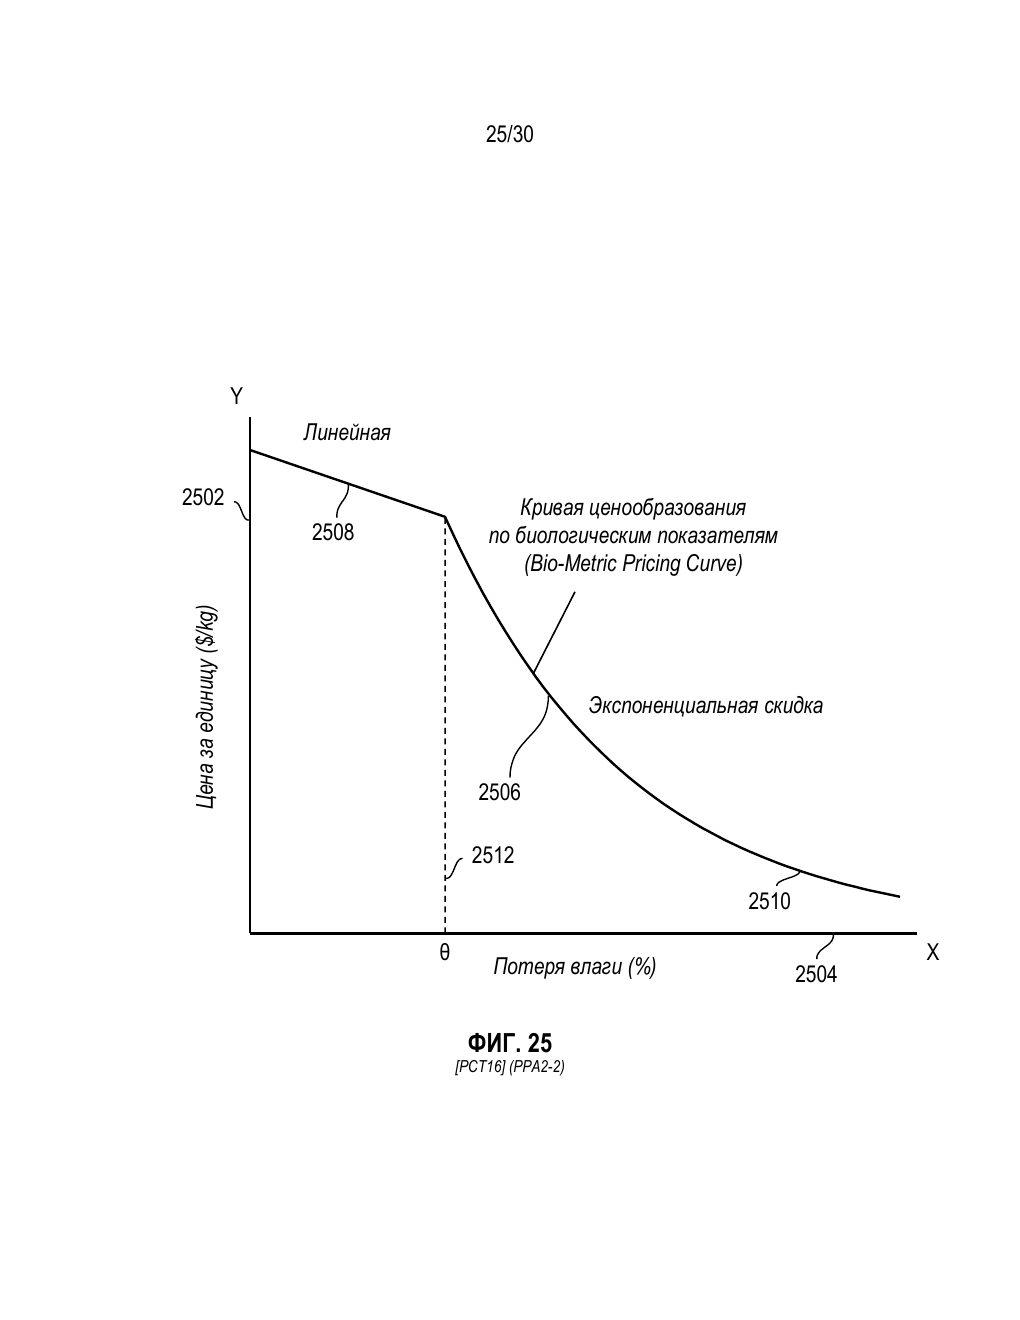 25/30
Y
Линейная
2502
2508
Кривая ценообразования
по биологическим показателям
(Bio-Metric Pricing Curve)
Цена за единицу ($/kg)
Экспоненциальная скидка
2506
2512
2510
θ
X
Потеря влаги (%)
2504
ФИГ. 25
[PCT16] (PPA2-2)